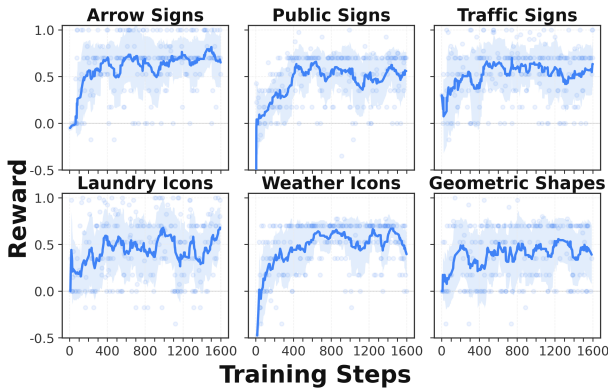 Arrow Signs Public Signs Traffic Signs
1.0
0.5
0.0
-0.5
Laundry Icons Weather Icons Geometric Shapes
1.0
0.5
0.0
-0.5
0 400 800 1200 1600 0 400 800 1200 1600 0 400 800 1200 1600
Reward
Training Steps